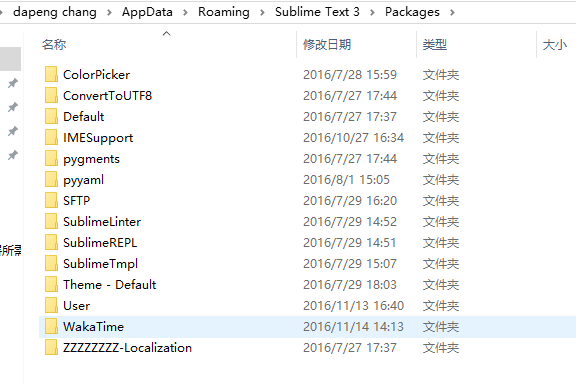 dapeng chang > AppData > Roaming > Sublime Text 3 > Packages >
名称 修改日期 类型 大小
ColorPicker 2016/7/28 15:59 文件夹
ConvertToUTF8 2016/7/27 17:44 文件夹
Default 2016/7/27 17:37 文件夹
IMESupport 2016/10/27 16:34 文件夹
pygments 2016/7/27 17:44 文件夹
pyyaml 2016/8/1 15:05 文件夹
SFTP 2016/7/29 16:20 文件夹
SublimeLinter 2016/7/29 14:52 文件夹
SublimeREPL 2016/7/29 14:51 文件夹
所需
SublimeTmpl 2016/7/29 15:07 文件夹
Theme - Default 2016/7/29 18:03 文件夹
User 2016/11/13 16:40 文件夹
WakaTime 2016/11/14 14:13 文件夹
ZZZZZZZZ-Localization 2016/7/27 17:37 文件夹